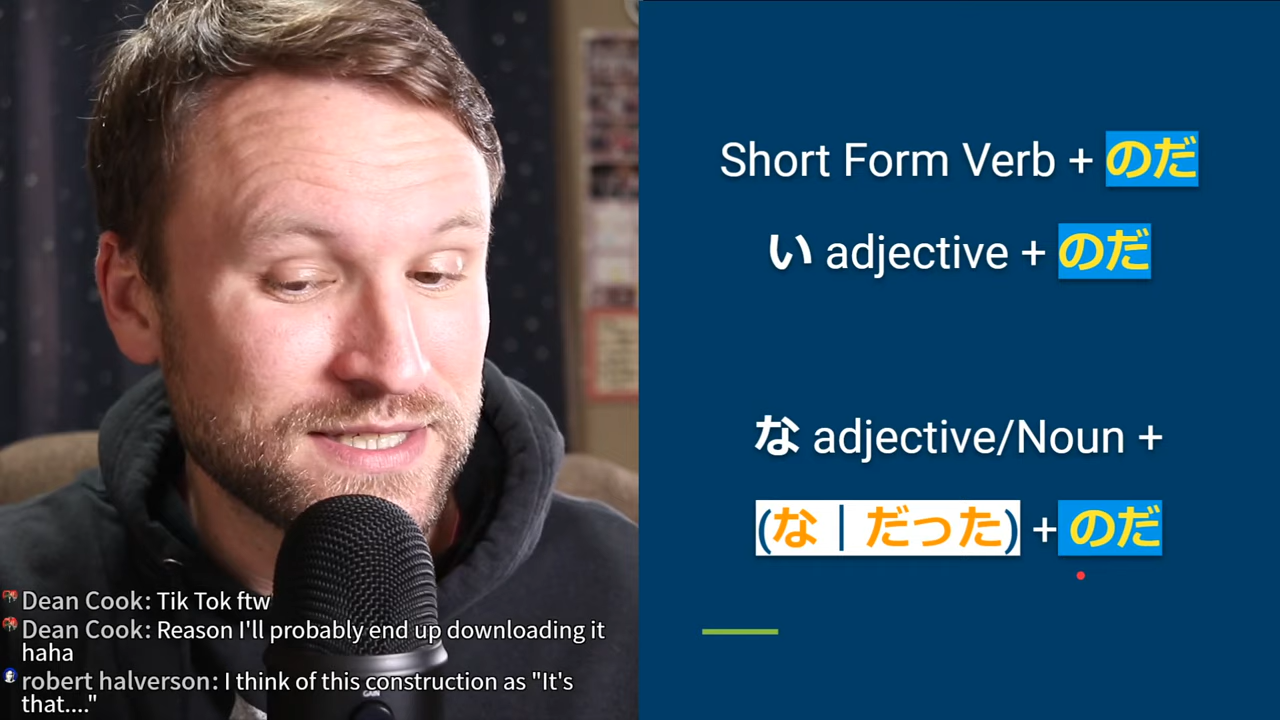 Short Form Verb + のだ
い adjective + のだ
な adjective/Noun +
(な | だった) + のだ
Dean Cook: Tik Tok ftw
Dean Cook: Reason I'll probably end up downloading it
haha
robert halverson: I think of this construction as "It's
that...."
GAIN